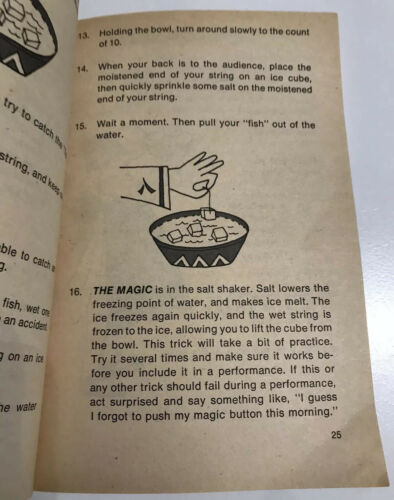 try to catch the
string, and keep
able to catch a
g.
fish, wet one
an accident
g on an ice
he water
13. Holding the bowl, turn around slowly to the count
of 10.
14. When your back is to the audience, place the
moistened end of your string on an ice cube,
then quickly sprinkle some salt on the moistened
end of your string.
15. Wait a moment. Then pull your "fish" out of the
water.
16. THE MAGIC is in the salt shaker. Salt lowers the
freezing point of water, and makes ice melt. The
ice freezes again quickly, and the wet string is
frozen to the ice, allowing you to lift the cube from
the bowl. This trick will take a bit of practice.
Try it several times and make sure it works be-
fore you include it in a performance. If this or
any other trick should fail during a performance,
act surprised and say something like, "I guess
I forgot to push my magic button this morning."
25